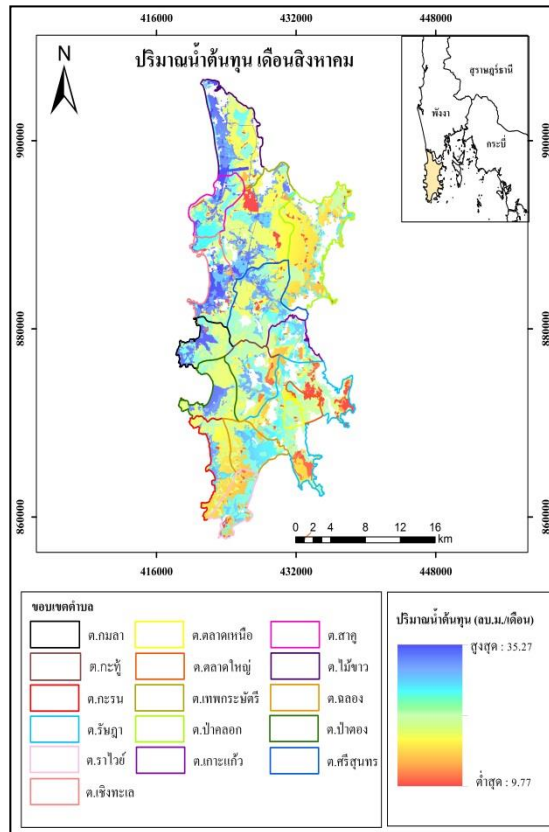 416000 432000 448000
N
ปริมาณน้ำต้นทุน เดือนสิงหาคม
สุราษฎร์ธานี
พังงา
กระบี่
900000 900000
880000 880000
860000 860000
0 2 4 8 12 16
km
416000 432000 448000
ขอบเขตตำบล
ต.กมลา ต.ตลาดเหนือ ต.สาคู
ต.กะทู้ ต.ตลาดใหญ่ ต.ไม้ขาว
ต.กะรน ต.เทพกระษัตรี ต.ฉลอง
ต.รัษฎา ต.ป่าคลอก ต.ป่าตอง
ต.ราไวย์ ต.เกาะแก้ว ต.ศรีสุนทร
ต.เชิงทะเล
ปริมาณน้ำต้นทุน (ลบ.ม./เดือน)
สูงสุด : 35.27
ต่ำสุด : 9.77